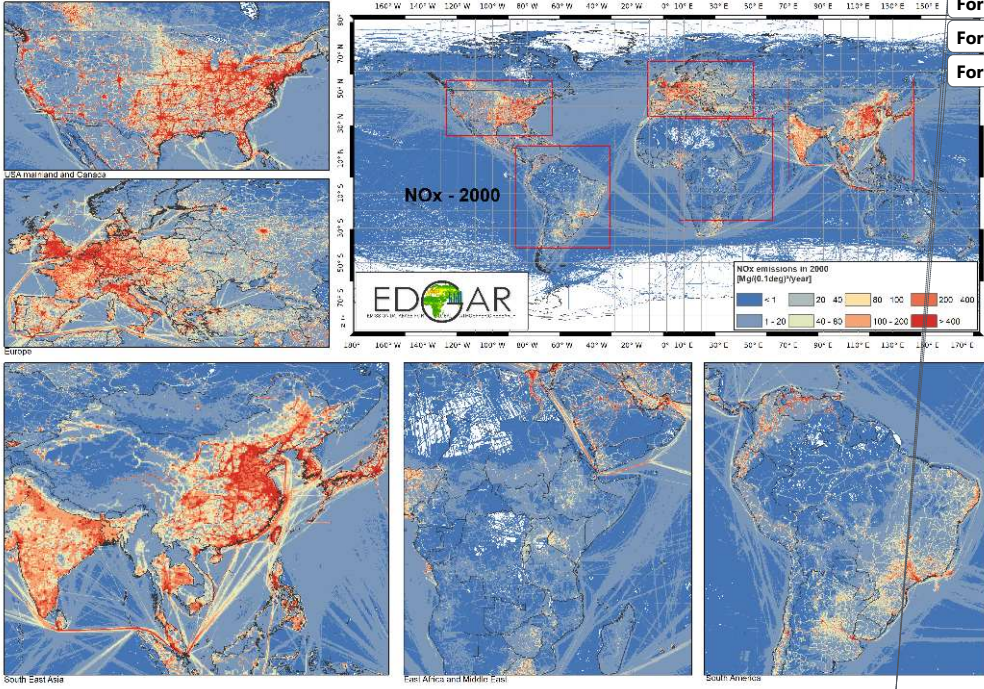 160° W 140° W 120° W 100° W 80° W 60° W 40° W 20° W 0° E 10° E 30° E 50° E 70° E 90° E 110° E 130° E
For
For
For
USA mainland and Canada
Europe
NOx - 2000
EDGAR
NOx emissions in 2000
[Mg/(0.1deg)²/year]
< 1 20 40 80 100 200 400
1 - 20 40 - 60 100 - 200 > 400
160° W 140° W 120° W 100° W 80° W 60° W 40° W 20° W 0° E 10° E 30° E 50° E 70° E 90° E 110° E 130° E 150° E 170° E
South East Asia
East Africa and Middle East
South America